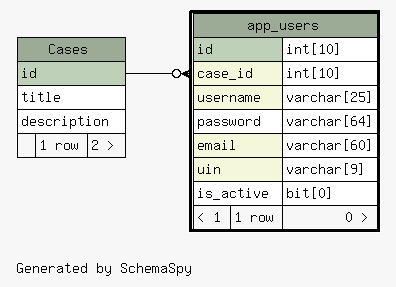 Cases
id
title
description
1 row 2 >
app_users
id int[10]
case_id int[10]
username varchar[25]
password varchar[64]
email varchar[60]
uin varchar[9]
is_active bit[0]
< 1 1 row 0 >
Generated by SchemaSpy